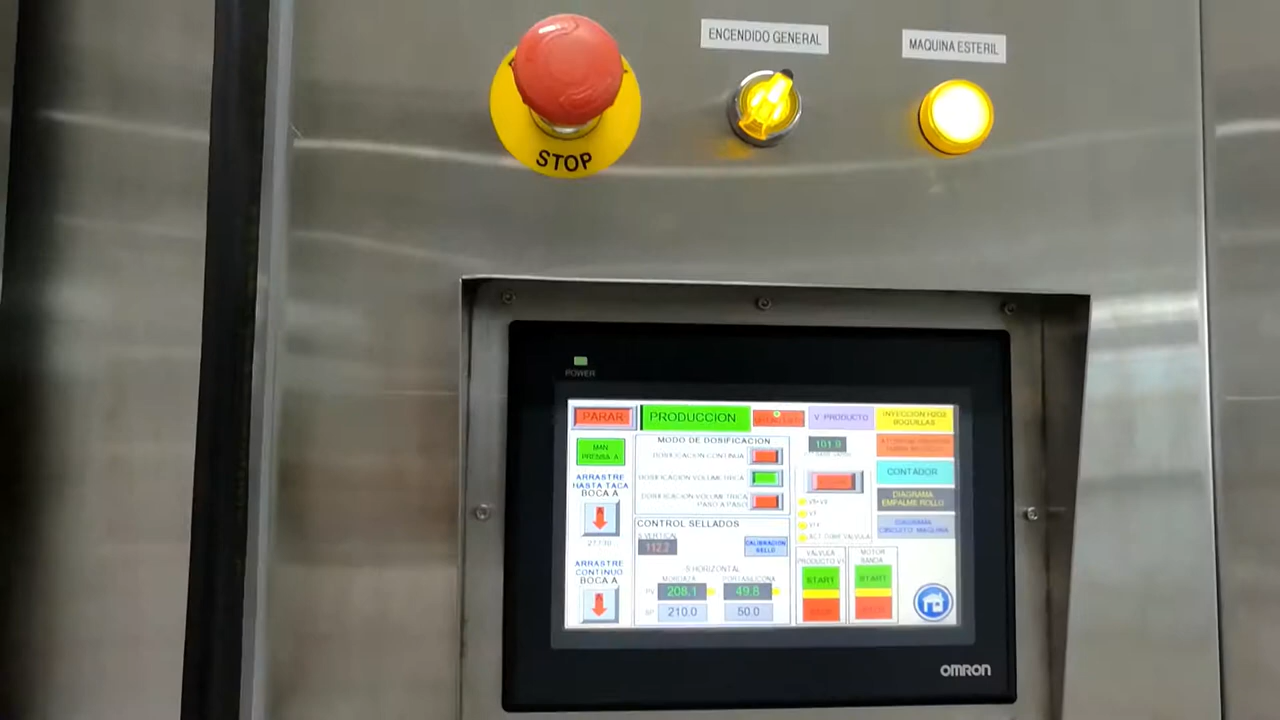 ENCENDIDO GENERAL
MAQUINA ESTERIL
STOP
POWER
PARAR
PRODUCCION
V. PRODUCTO
INYECCION H2O2
BOQUILLAS
MAN
PRENSA A
MODO DE DOSIFICACION
DOSIFICACION CONTINUA
DOSIFICACION VOLUMETRICA
DOSIFICACION VOLUMETRICA
PASO A PASO
101.9
CONTADOR
DIAGRAMA
EMPALME ROLLO
DIAGRAMA
CIRCUITO MAQUINA
ARRASTRE
HASTA TACA
BOCA A
CONTROL SELLADOS
S VERTICAL
112.2
CALIBRACION
SELLO
ARRASTRE
CONTINUO
BOCA A
S HORIZONTAL
MORDAZA
PORTASILICONA
PV
208.1
49.8
SP
210.0
50.0
VALVULA
PRODUCTO V1
START
MOTOR
BANDA
START
OMRON